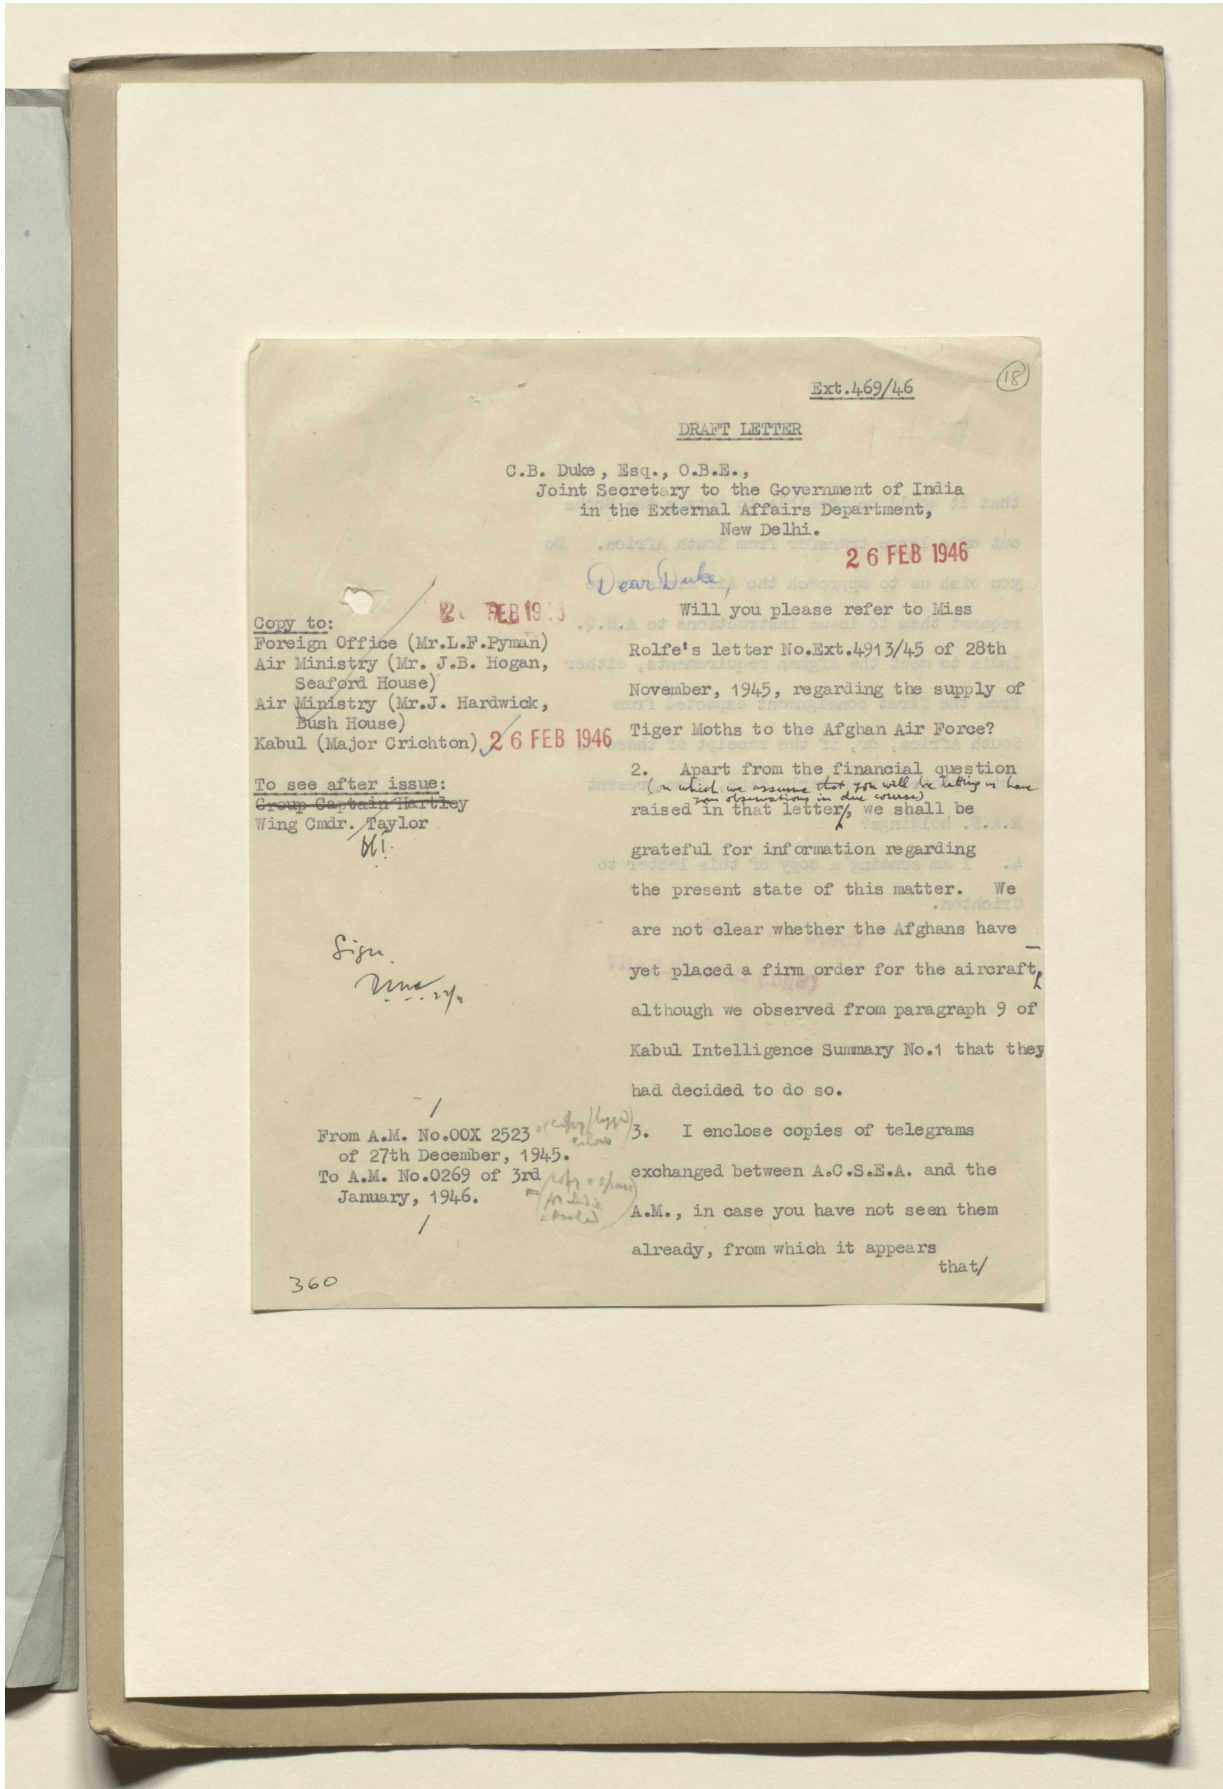 18
Ext.469/46
DRAFT LETTER
C.B. Duke, Esq., O.B.E.,
Joint Secretary to the Government of India
in the External Affairs Department,
New Delhi.
26 FEB 1946
Dear Duke,
Copy to:
Foreign Office (Mr.L.F.Pyman)
Air Ministry (Mr. J.B. Hogan,
Seaford House)
Air Ministry (Mr.J. Hardwick,
Bush House)
Kabul (Major Crichton) 26 FEB 1946
To see after issue:
Group Captain Hartley
Wing Cmdr. Taylor
Sign.
Will you please refer to Miss
Rolfe's letter No.Ext.4913/45 of 28th
November, 1945, regarding the supply of
Tiger Moths to the Afghan Air Force?
2. Apart from the financial question
(on which we assume that you will be letting us have
your observations in due course)
raised in that letter, we shall be
grateful for information regarding
the present state of this matter. We
are not clear whether the Afghans have
yet placed a firm order for the aircraft,
although we observed from paragraph 9 of
Kabul Intelligence Summary No.1 that they
had decided to do so.
From A.M. No.OOX 2523
of 27th December, 1945.
To A.M. No.0269 of 3rd
January, 1946.
3. I enclose copies of telegrams
exchanged between A.C.S.E.A. and the
A.M., in case you have not seen them
already, from which it appears
that/
360